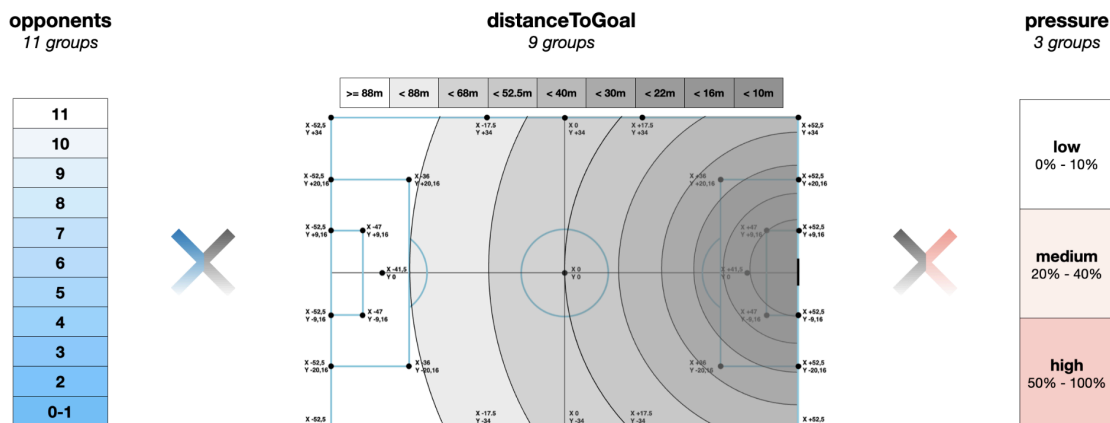 opponents
11 groups
11
10
9
8
7
6
5
4
3
2
0-1
distanceToGoal
9 groups
>= 88m < 88m < 68m < 52.5m < 40m < 30m < 22m < 16m < 10m
X -52,5
Y +34
X -17.5
Y +34
X 0
Y +34
X +17.5
Y +34
X +52,5
Y +34
X -52,5
Y +20,16
X -36
Y +20,16
X +36
Y +20,16
X +52,5
Y +20,16
X -52,5
Y +9,16
X -47
Y +9,16
X +47
Y +9,16
X +52,5
Y +9,16
X -41,5
Y 0
X 0
Y 0
X +41,5
Y 0
X -52,5
Y -9,16
X -47
Y -9,16
X +47
Y -9,16
X +52,5
Y -9,16
X -52,5
Y -20,16
X -36
Y -20,16
X +36
Y -20,16
X +52,5
Y -20,16
X -52,5
X -17.5
Y -34
X 0
Y -34
X +17.5
Y -34
X +52,5
pressure
3 groups
low
0% - 10%
medium
20% - 40%
high
50% - 100%